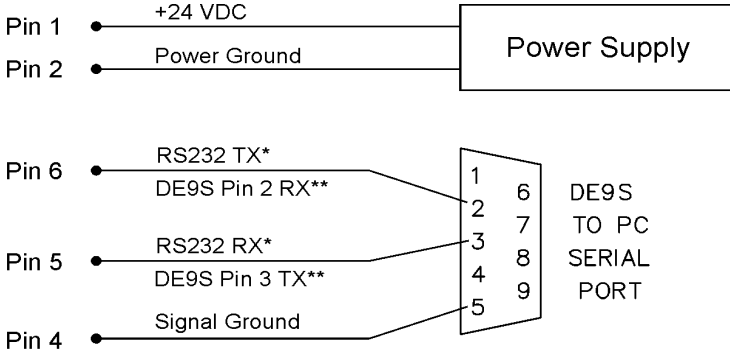 Pin 1
+24 VDC
Pin 2
Power Ground
Power Supply
Pin 6
RS232 TX*
DE9S Pin 2 RX**
Pin 5
RS232 RX*
DE9S Pin 3 TX**
Pin 4
Signal Ground
1
2
3
4
5
6
7
8
9
DE9S
TO PC
SERIAL
PORT